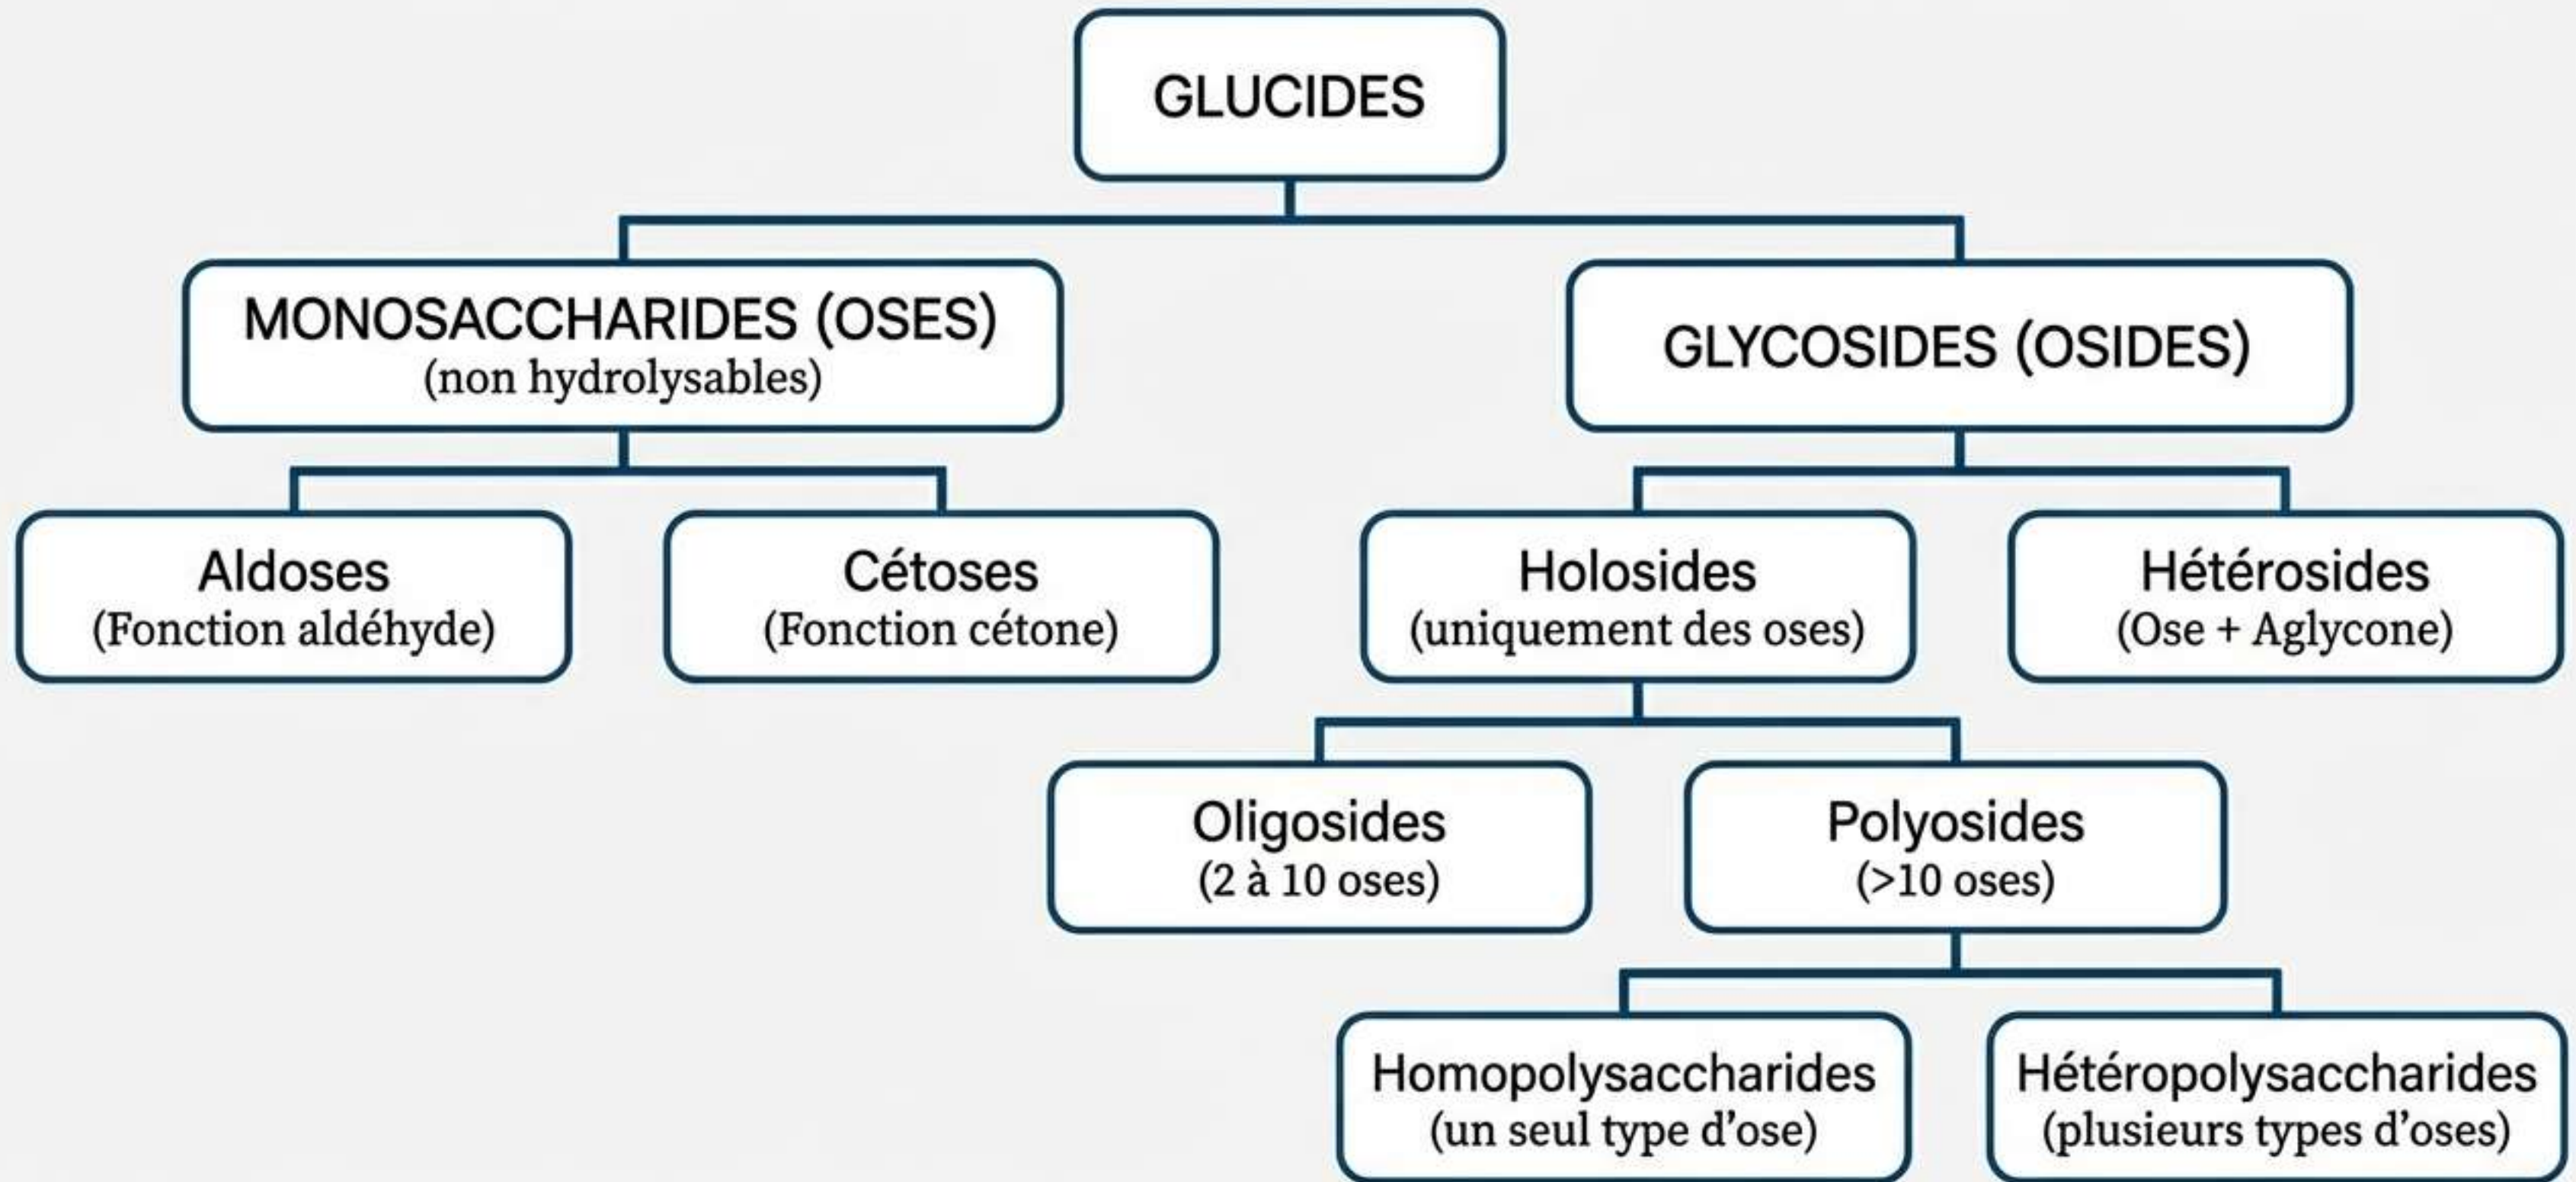 GLUCIDES
MONOSACCHARIDES (OSES)
(non hydrolysables)
GLYCOSIDES (OSIDES)
Aldoses
(Fonction aldéhyde)
Cétoses
(Fonction cétone)
Holosides
(uniquement des oses)
Hétérosides
(Ose + Aglycone)
Oligosides
(2 à 10 oses)
Polyosides
(>10 oses)
Homopolysaccharides
(un seul type d’ose)
Hétéropolysaccharides
(plusieurs types d’oses)